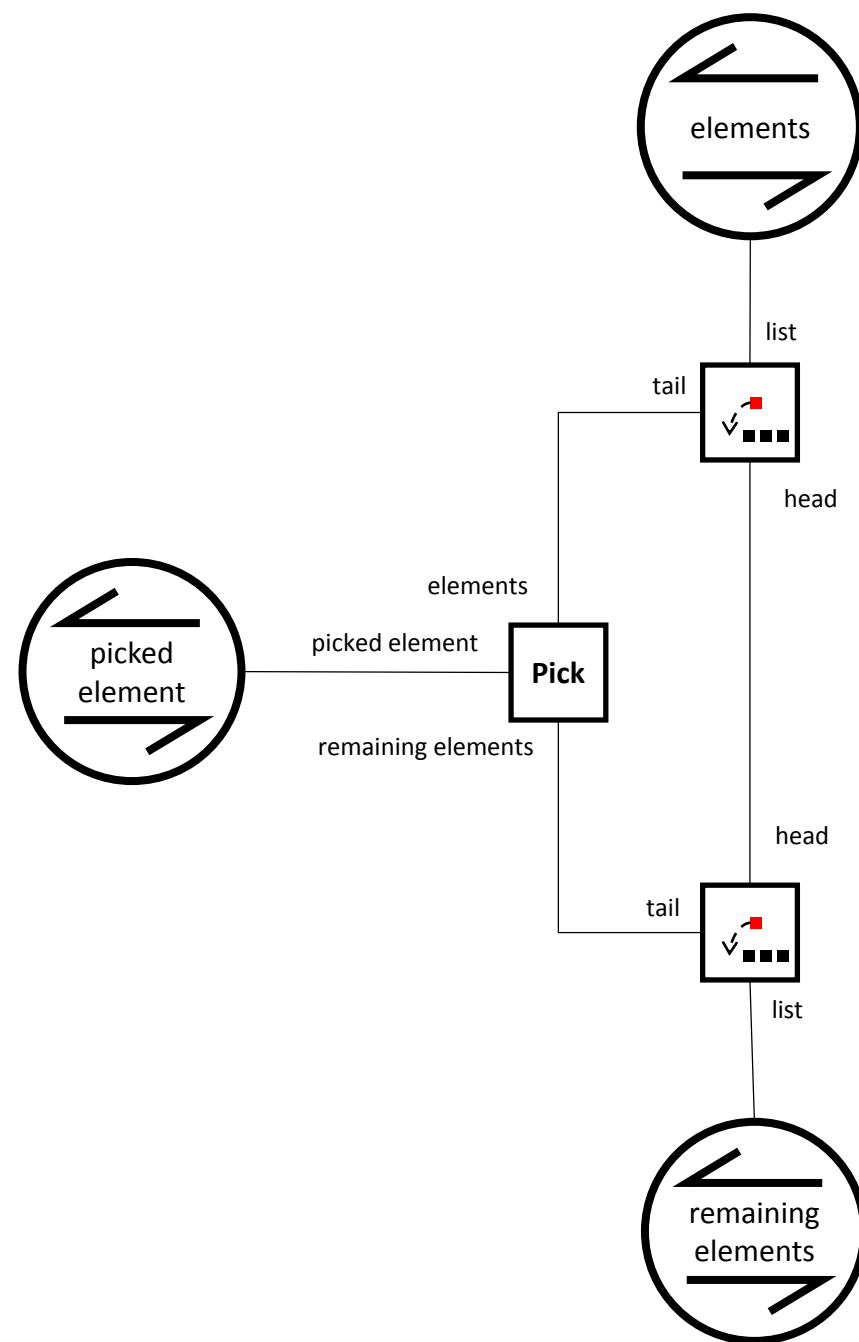 elements
list
tail
head
elements
picked element
picked
element
Pick
remaining elements
head
tail
list
remaining
elements